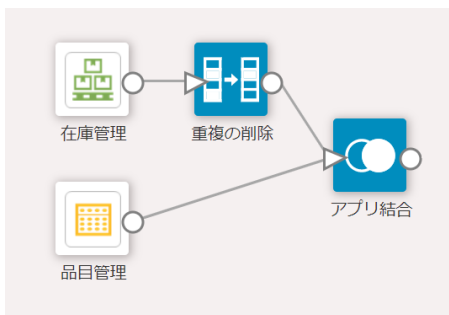 在庫管理
重複の削除
アプリ結合
品目管理